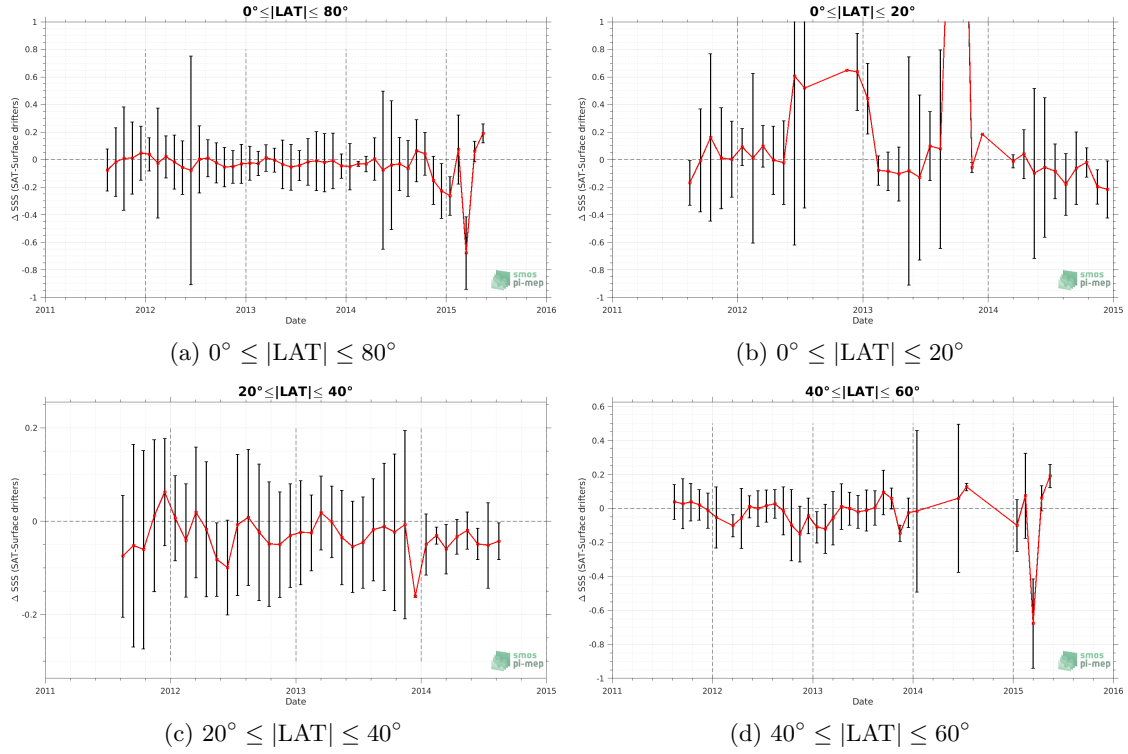 0°≤|LAT|≤ 80°
1
0.8
0.6
0.4
0.2
0
-0.2
-0.4
-0.6
-0.8
-1
Δ SSS (SAT-Surface drifters)
2011
2012
2013
2014
2015
2016
Date
smos
pi-mep
(a) 0° ≤ |LAT| ≤ 80°
0°≤|LAT|≤ 20°
1
0.8
0.6
0.4
0.2
0
-0.2
-0.4
-0.6
-0.8
-1
Δ SSS (SAT-Surface drifters)
2011
2012
2013
2014
2015
Date
smos
pi-mep
(b) 0° ≤ |LAT| ≤ 20°
20°≤|LAT|≤ 40°
0.2
0
-0.2
Δ SSS (SAT-Surface drifters)
2011
2012
2013
2014
2015
Date
smos
pi-mep
(c) 20° ≤ |LAT| ≤ 40°
40°≤|LAT|≤ 60°
0.6
0.4
0.2
0
-0.2
-0.4
-0.6
-0.8
-1
Δ SSS (SAT-Surface drifters)
2011
2012
2013
2014
2015
2016
Date
smos
pi-mep
(d) 40° ≤ |LAT| ≤ 60°